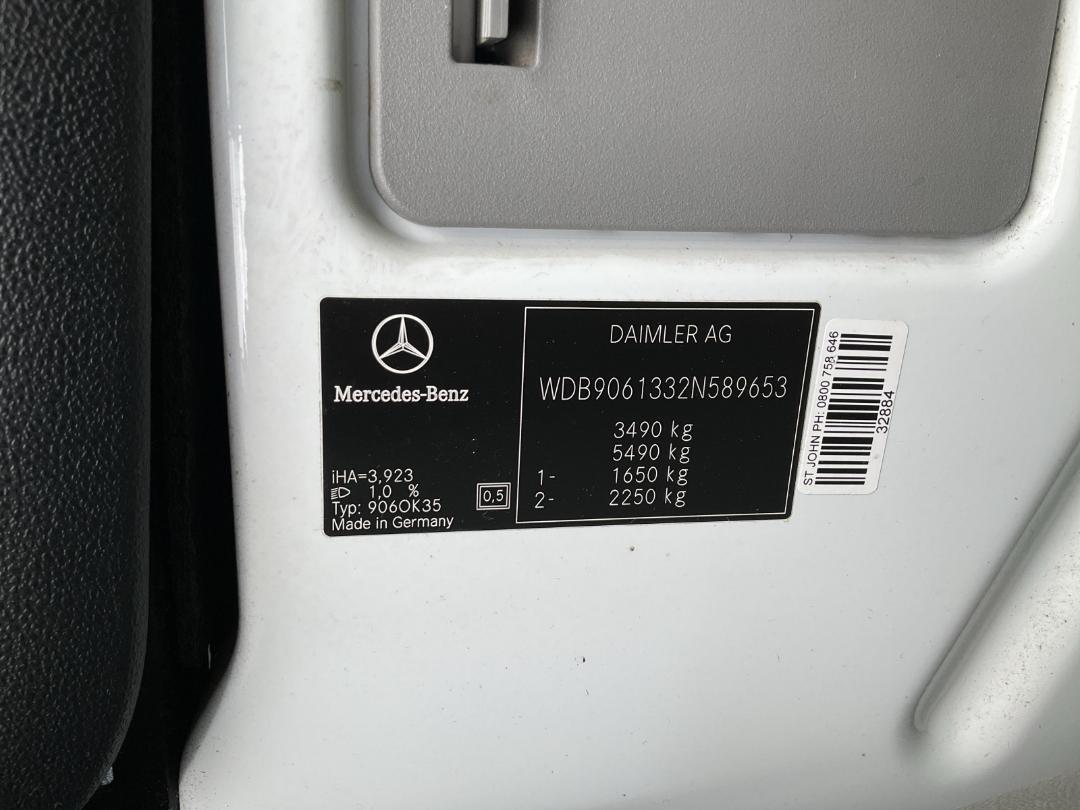 Mercedes-Benz
iHA=3,923
1,0 %
Typ: 906OK35
Made in Germany
0,5
DAIMLER AG
WDB9061332N589653
3490 kg
5490 kg
1- 1650 kg
2- 2250 kg
ST JOHN PH: 0800 758 646
32884